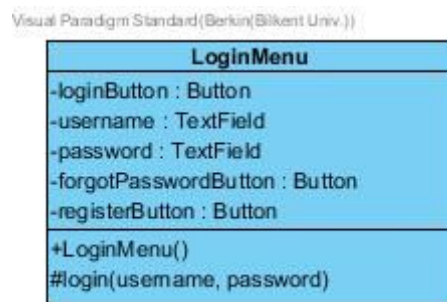 Visual Paradigm Standard(Berkin(Bilkent Univ.))
LoginMenu
-loginButton : Button
-username : TextField
-password : TextField
-forgotPasswordButton : Button
-registerButton : Button
+LoginMenu()
#login(username, password)